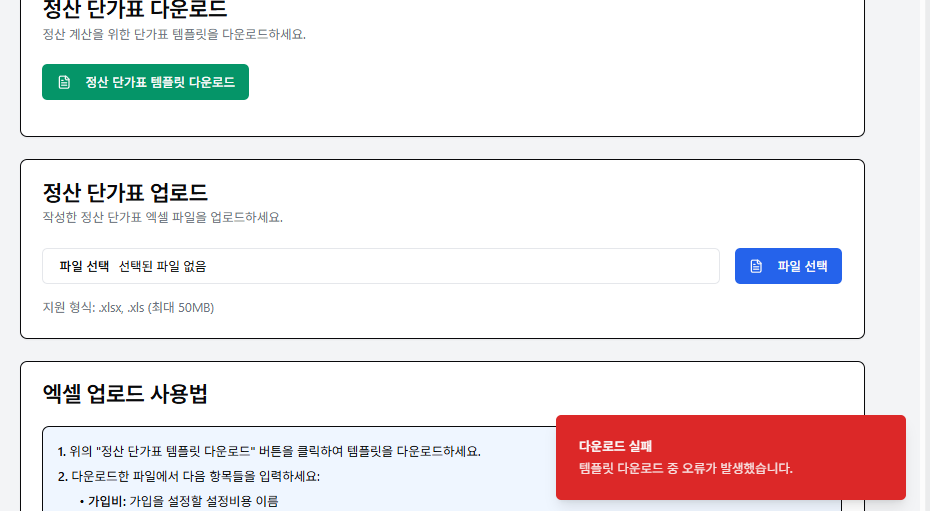 정산 단가표 다운로드
정산 계산을 위한 단가표 템플릿을 다운로드하세요.
정산 단가표 템플릿 다운로드
정산 단가표 업로드
작성한 정산 단가표 엑셀 파일을 업로드하세요.
파일 선택 선택된 파일 없음
파일 선택
지원 형식: .xlsx, .xls (최대 50MB)
엑셀 업로드 사용법
1. 위의 "정산 단가표 템플릿 다운로드" 버튼을 클릭하여 템플릿을 다운로드하세요.
2. 다운로드한 파일에서 다음 항목들을 입력하세요:
• 가입비: 가입을 설정할 설정비용 이름
다운로드 실패
템플릿 다운로드 중 오류가 발생했습니다.